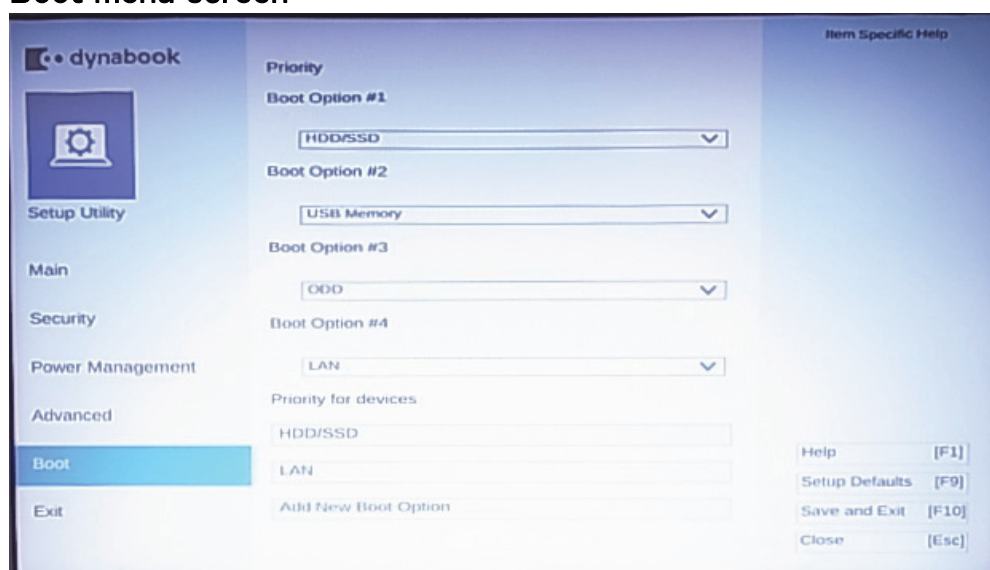 Boot menu screen
dynabook
Setup Utility
Main
Security
Power Management
Advanced
Boot
Exit
Priority
Boot Option #1
HDD/SSD
Boot Option #2
USB Memory
Boot Option #3
ODD
Boot Option #4
LAN
Priority for devices
HDD/SSD
LAN
Add New Boot Option
Item Specific Help
Help [F1]
Setup Defaults [F9]
Save and Exit [F10]
Close [Esc]